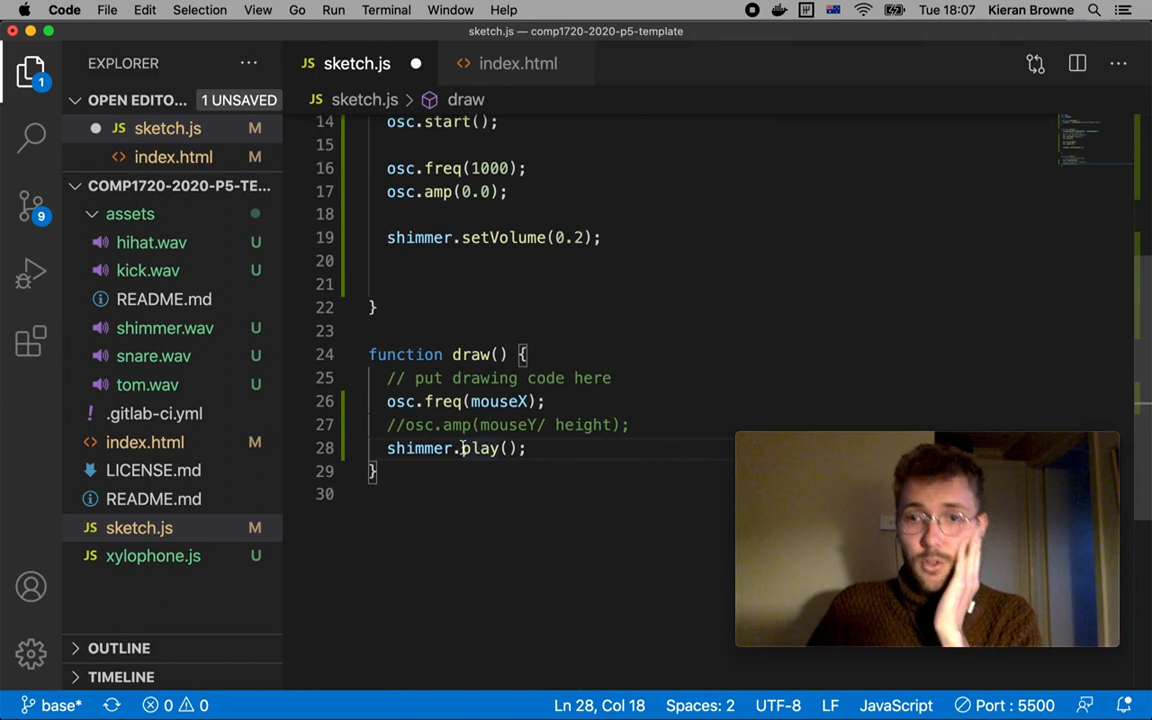 Code File Edit Selection View Go Run Terminal Window Help Tue 18:07 Kieran Browne
sketch.js — comp1720-2020-p5-template
EXPLORER ···
JS sketch.js
<> index.html
JS sketch.js > draw
OPEN EDITO... 1 UNSAVED
JS sketch.js M
<> index.html M
COMP1720-2020-P5-TE...
assets
hihat.wav U
kick.wav U
README.md
shimmer.wav U
snare.wav U
tom.wav U
! .gitlab-ci.yml
<> index.html M
LICENSE.md
README.md
JS sketch.js M
JS xylophone.js U
OUTLINE
TIMELINE
1
9
14 osc.start();
15
16 osc.freq(1000);
17 osc.amp(0.0);
18
19 shimmer.setVolume(0.2);
20
21
22 }
23
24 function draw() {
25 // put drawing code here
26 osc.freq(mouseX);
27 //osc.amp(mouseY/ height);
28 shimmer.play();
29 }
30
base* 0 0 Ln 28, Col 18 Spaces: 2 UTF-8 LF JavaScript Port : 5500